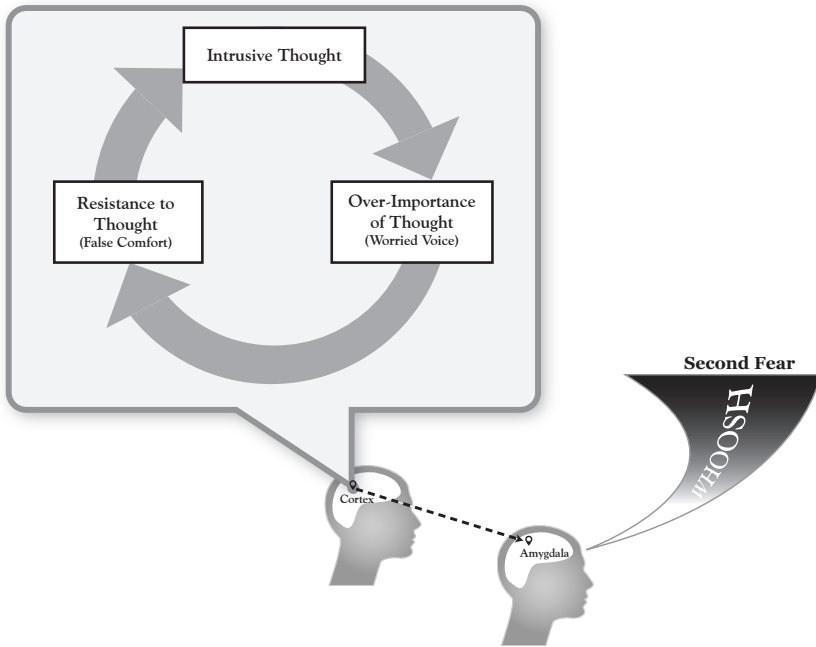 Intrusive Thought
Resistance to
Thought
(False Comfort)
Over-Importance
of Thought
(Worried Voice)
Second Fear
WHOOSH
Cortex
Amygdala